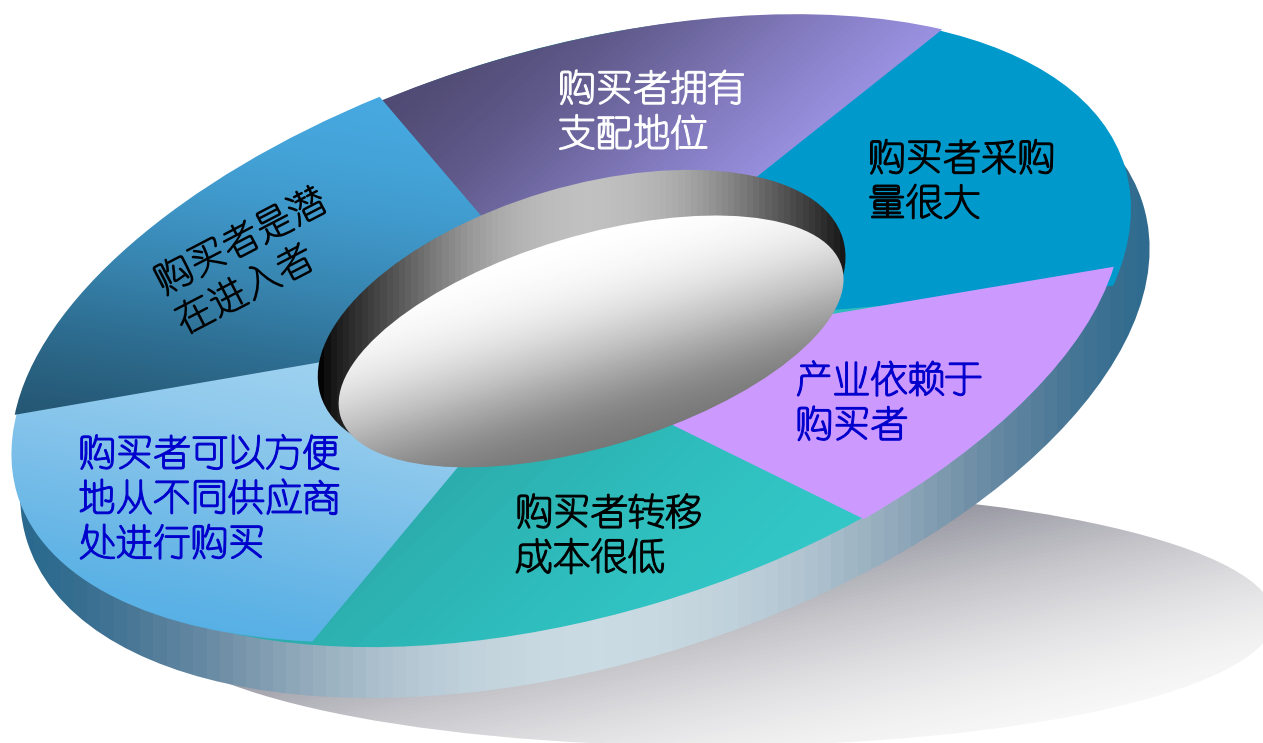 购买者拥有
支配地位
购买者采购
量很大
产业依赖于
购买者
购买者转移
成本很低
购买者可以方便
地从不同供应商
处进行购买
购买者是潜
在进入者